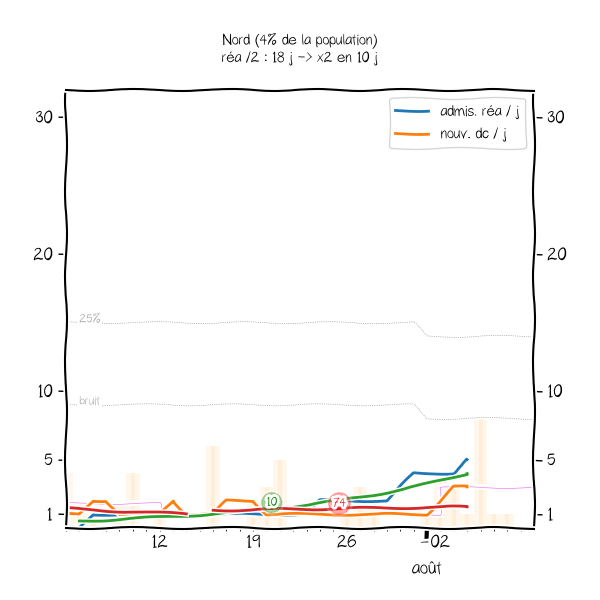 Nord (4% de la population)
réa /2 : 18 j -> x2 en 10 j
admis. réa / j
nouv. dc / j
30
30
20
20
25%
10
10
bruit
5
5
10
74
1
1
12
19
26
02
août